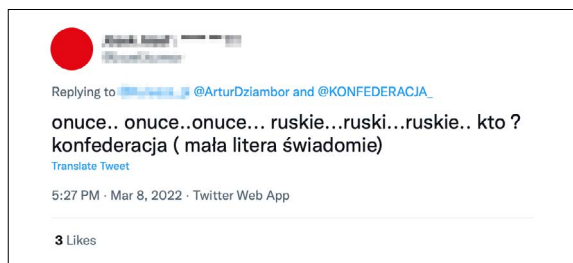 Replying to @ArturDziambor and @KONFEDERACJA_
onuce.. onuce..onuce... ruskie...ruski...ruskie.. kto ?
konfederacja ( mała litera świadomie)
Translate Tweet
5:27 PM · Mar 8, 2022 · Twitter Web App
3 Likes